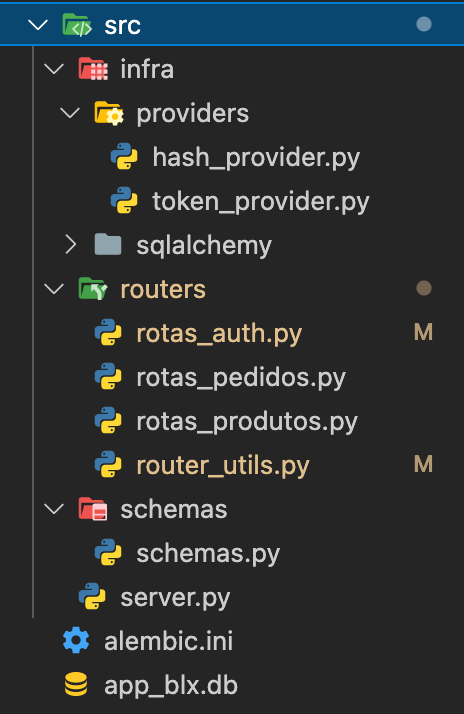 src
infra
providers
hash_provider.py
token_provider.py
sqlalchemy
routers
rotas_auth.py M
rotas_pedidos.py
rotas_produtos.py
router_utils.py M
schemas
schemas.py
server.py
alembic.ini
app_blx.db